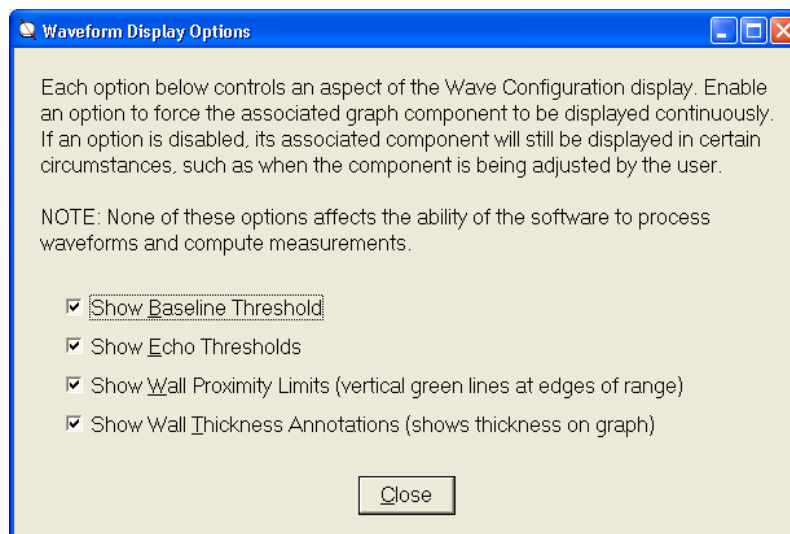 Waveform Display Options
Each option below controls an aspect of the Wave Configuration display. Enable
an option to force the associated graph component to be displayed continuously.
If an option is disabled, its associated component will still be displayed in certain
circumstances, such as when the component is being adjusted by the user.
NOTE: None of these options affects the ability of the software to process
waveforms and compute measurements.
Show Baseline Threshold
Show Echo Thresholds
Show Wall Proximity Limits (vertical green lines at edges of range)
Show Wall Thickness Annotations (shows thickness on graph)
Close